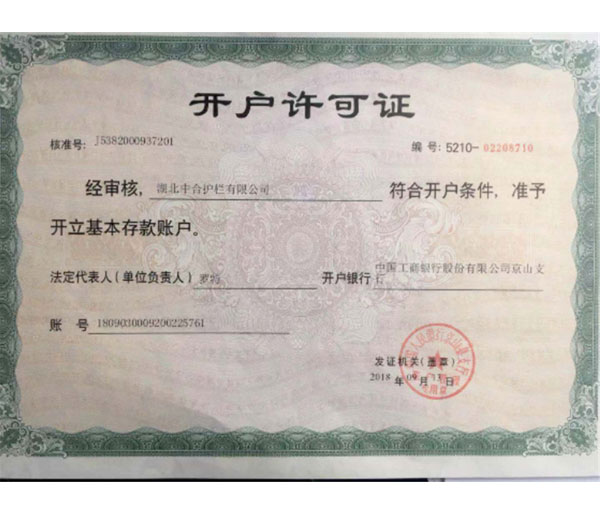 开户许可证
核准号: J5382000937201 编号: 5210-02208710
经审核, 湖北丰合护栏有限公司 符合开户条件, 准予
开立基本存款账户。
法定代表人(单位负责人) 罗 开户银行 中国工商银行股份有限公司京山支
行
账 号 1809030009200225761
发证机关(盖章)
2018 年 09 月 13 日